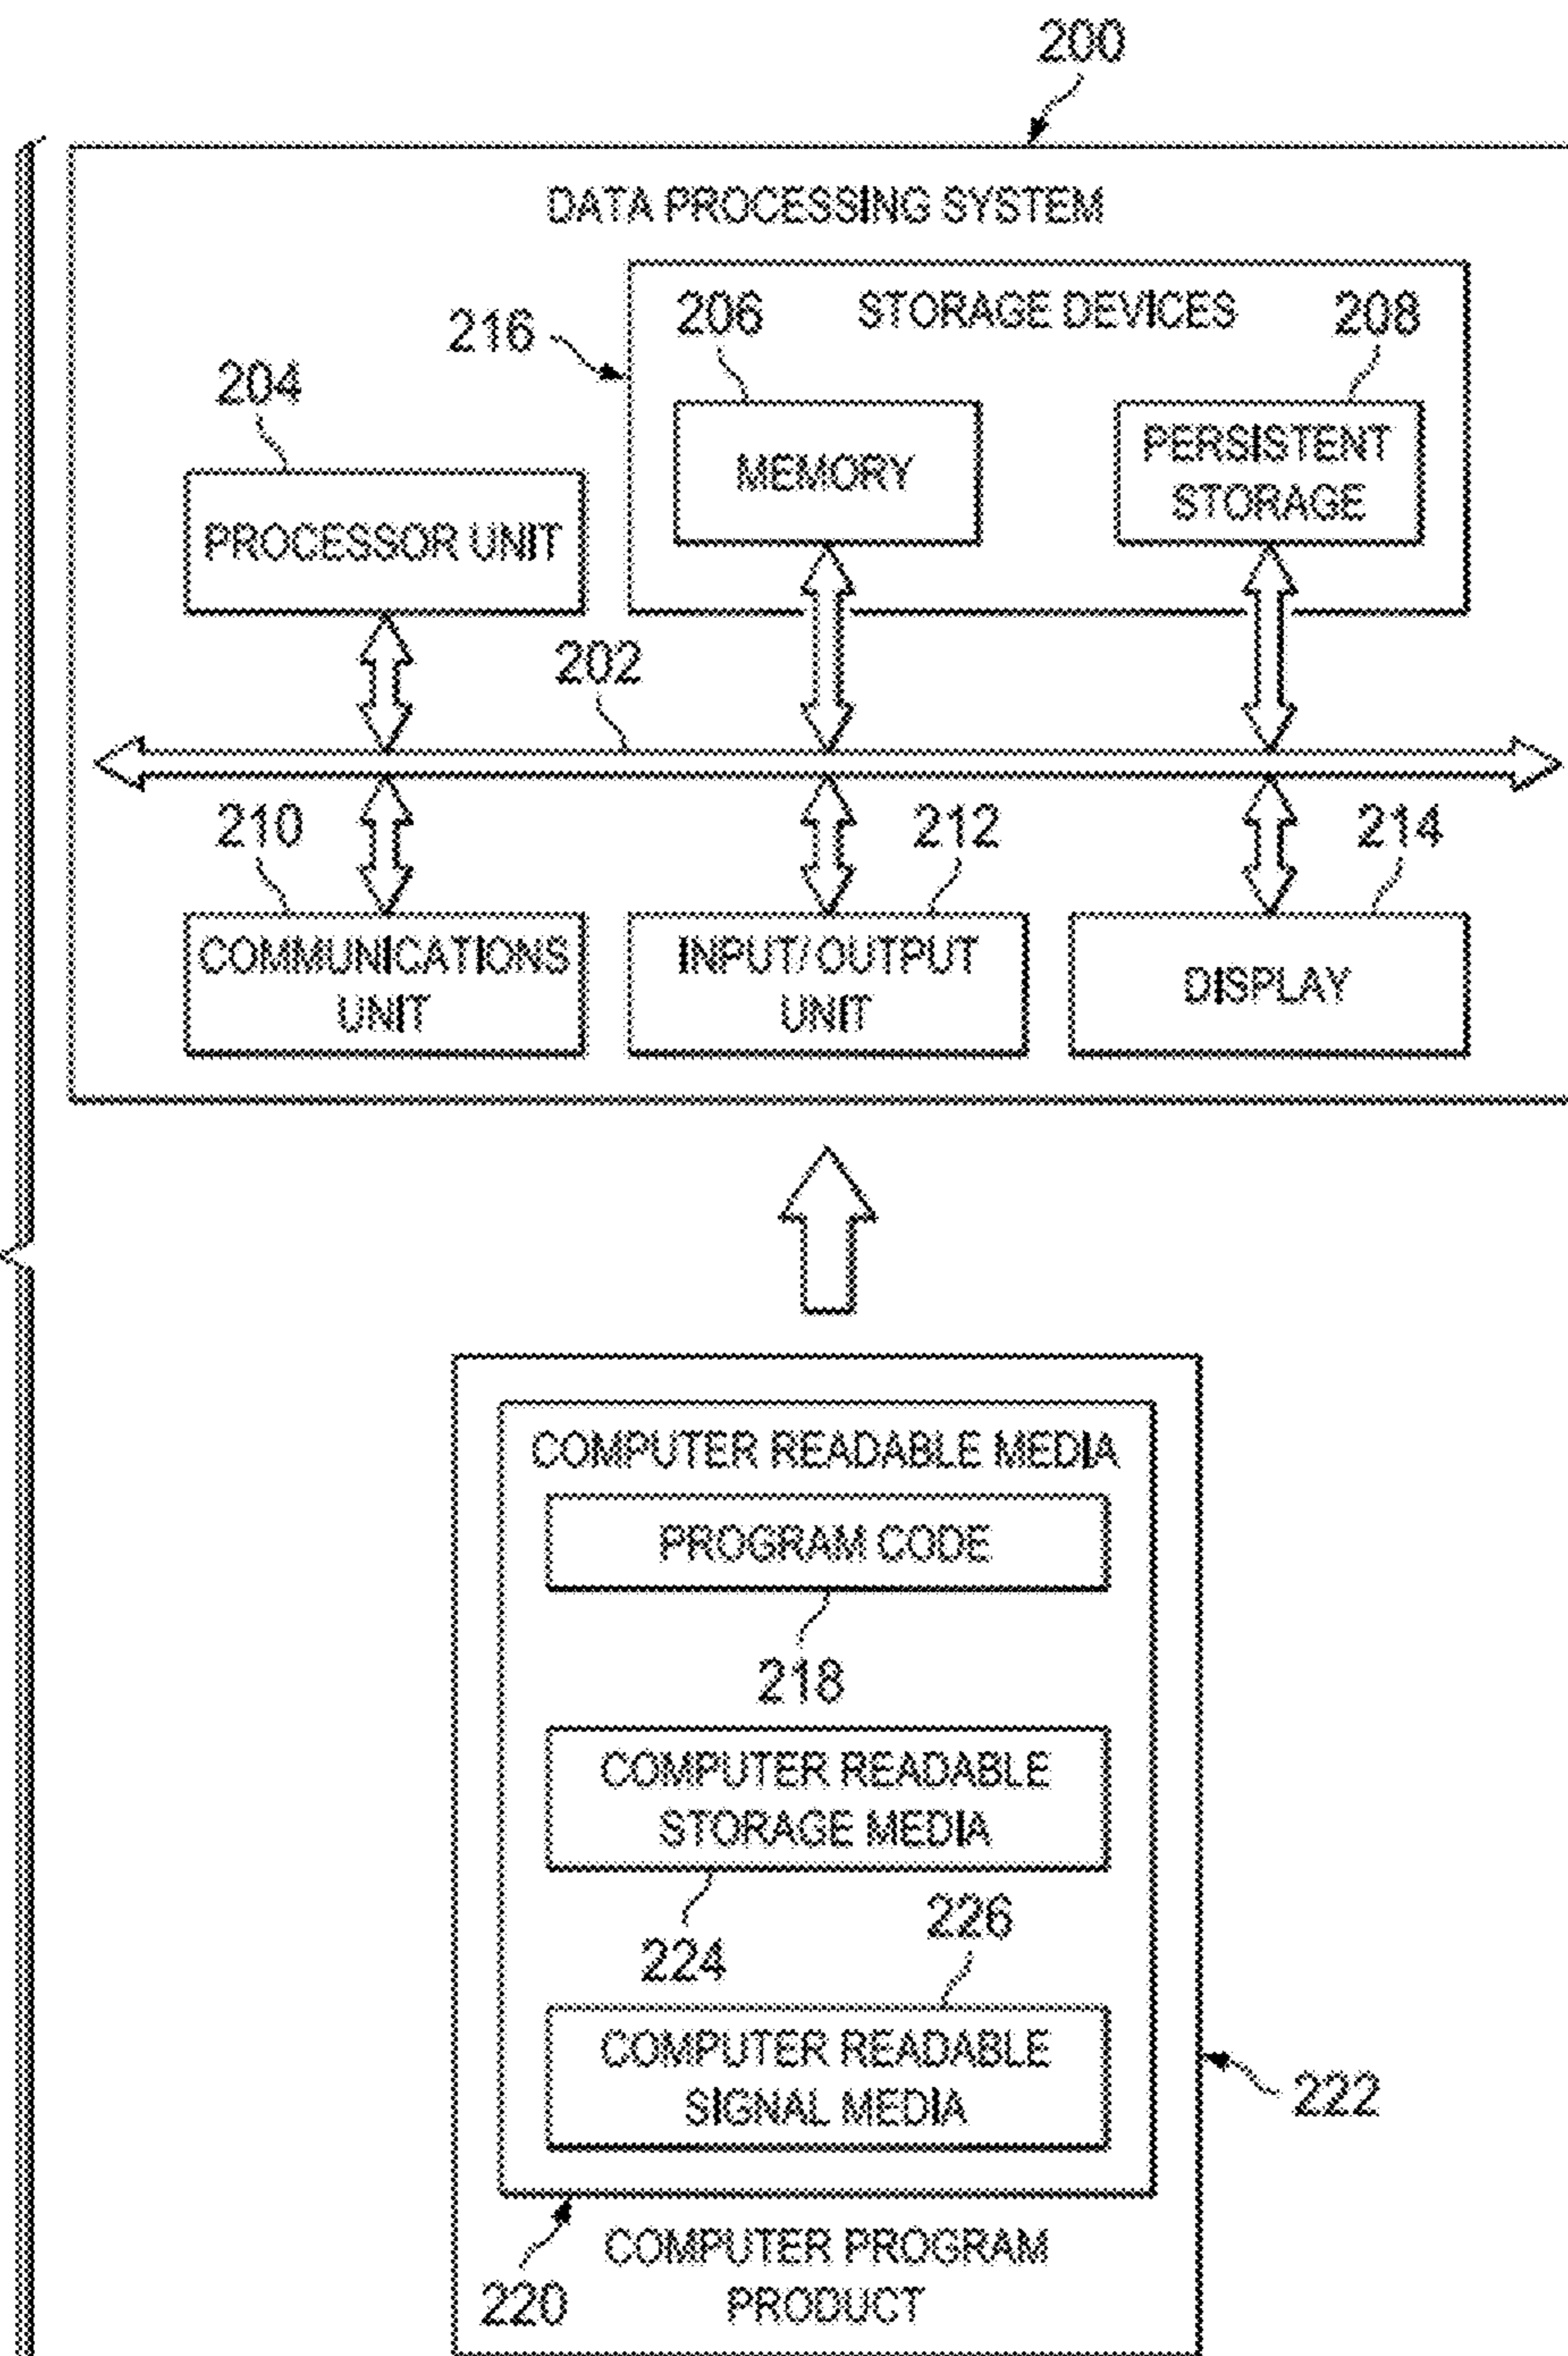 200
DATA PROCESSING SYSTEM
206
STORAGE DEVICES
208
216
204
MEMORY
PERSISTENT
STORAGE
PROCESSOR UNIT
202
210
212
214
COMMUNICATIONS
UNIT
INPUT/OUTPUT
UNIT
DISPLAY
COMPUTER READABLE MEDIA
PROGRAM CODE
218
COMPUTER READABLE
STORAGE MEDIA
224
226
COMPUTER READABLE
SIGNAL MEDIA
222
220
COMPUTER PROGRAM
PRODUCT